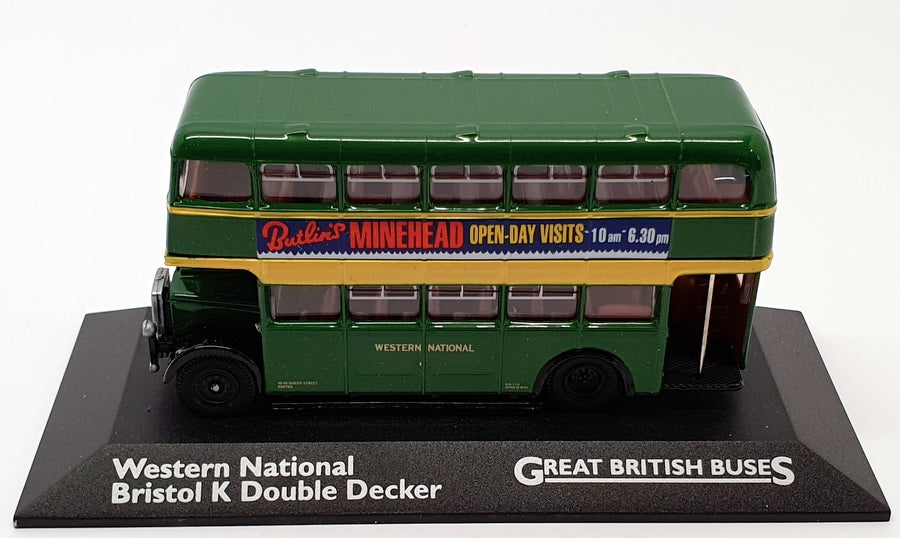 Butlin's MINEHEAD OPEN-DAY VISITS - 10 am - 6.30 pm
WESTERN NATIONAL
Western National
Bristol K Double Decker
GREAT BRITISH BUSES